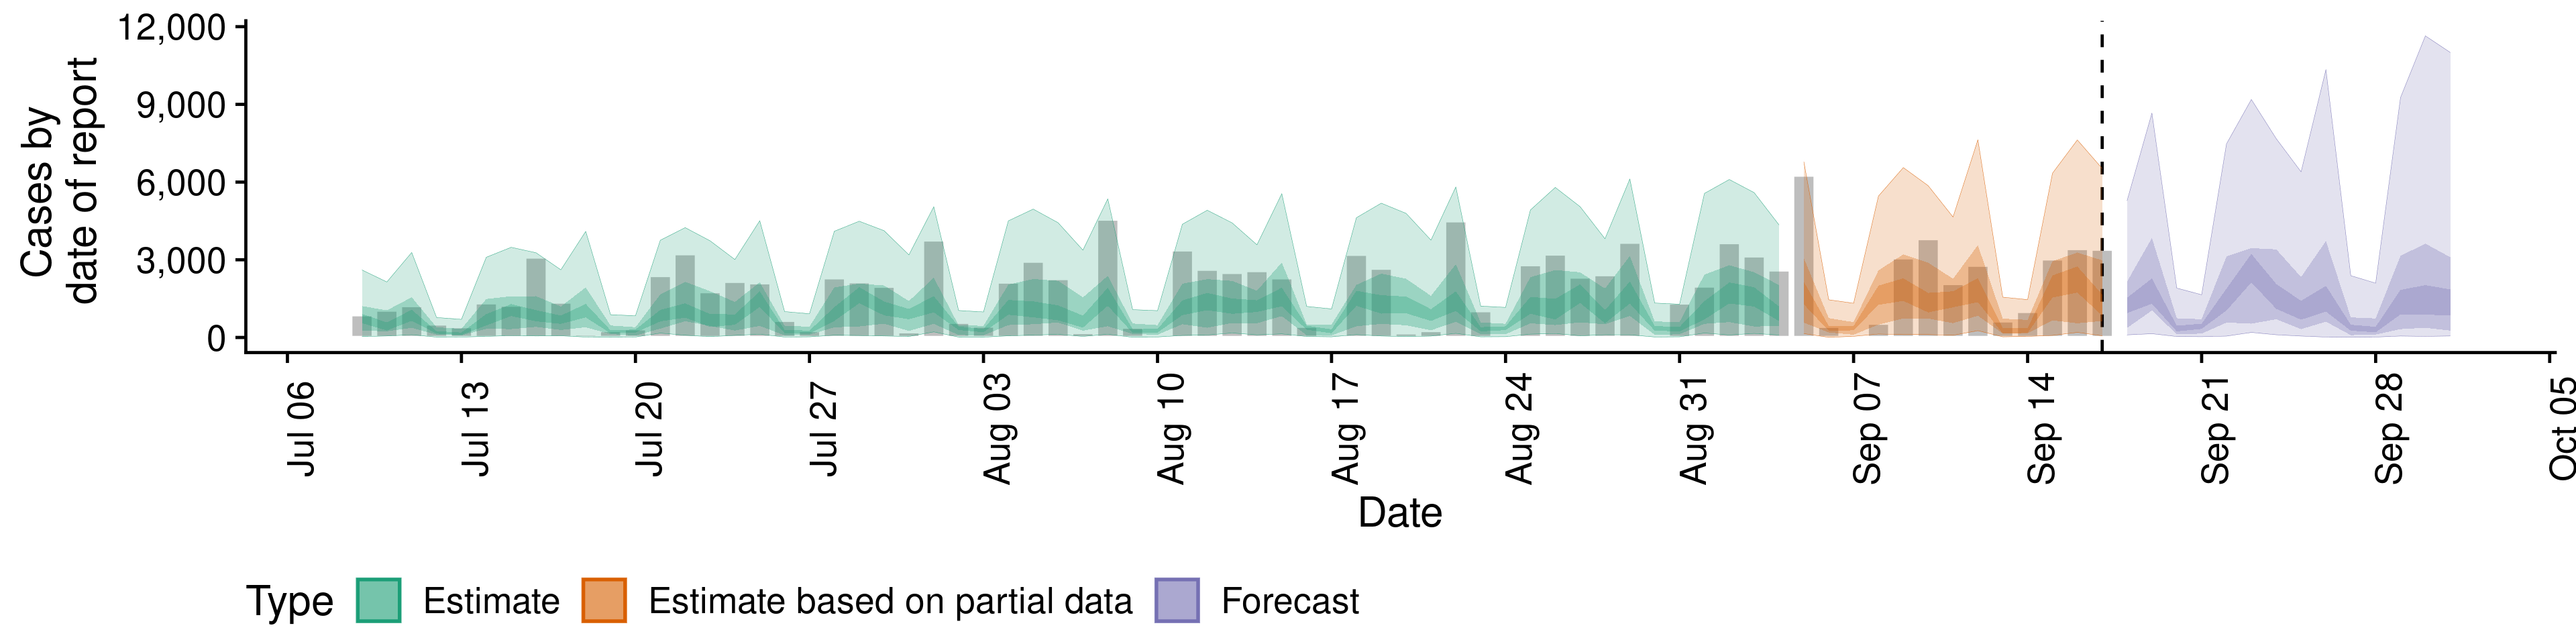 Cases by
date of report
12,000
9,000
6,000
3,000
0
Jul 06
Jul 13
Jul 20
Jul 27
Aug 03
Aug 10
Aug 17
Aug 24
Aug 31
Sep 07
Sep 14
Sep 21
Sep 28
Oct 05
Date
Type Estimate Estimate based on partial data Forecast